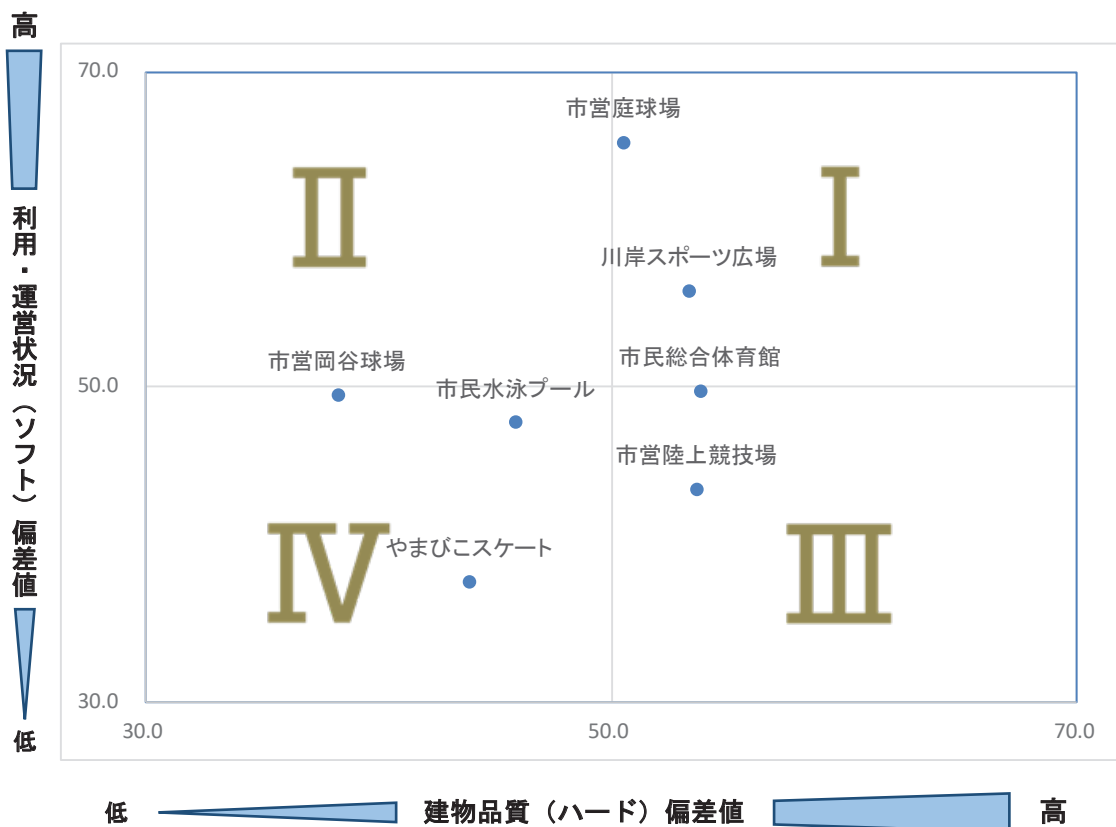 高
70.0
市営庭球場
Ⅱ
Ⅰ
利用・運営状況（ソフト）偏差値
川岸スポーツ広場
市営岡谷球場
市民総合体育館
50.0
市民水泳プール
市営陸上競技場
Ⅳ
やまびこスケート
Ⅲ
30.0
低
30.0
50.0
70.0
低
建物品質（ハード）偏差値
高